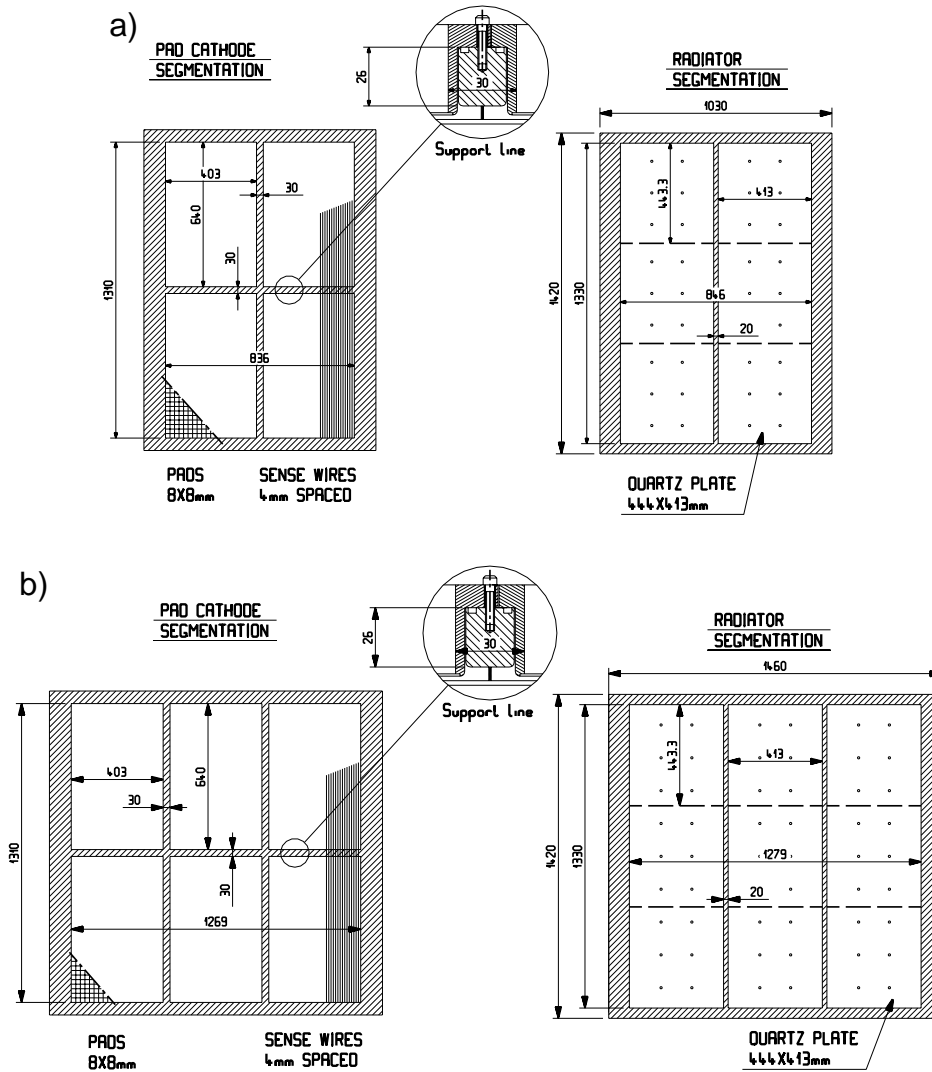 a)
PAD CATHODE
SEGMENTATION
26
30
Support line
RADIATOR
SEGMENTATION
1030
403
30
640
30
1310
836
443.3
413
1420
1330
846
20
PADS
8X8mm
SENSE WIRES
4mm SPACED
QUARTZ PLATE
444X413mm
b)
PAD CATHODE
SEGMENTATION
26
30
Support line
RADIATOR
SEGMENTATION
1460
403
640
30
1310
30
1269
443.3
413
1420
1330
1279
20
PADS
8X8mm
SENSE WIRES
4mm SPACED
QUARTZ PLATE
444X413mm